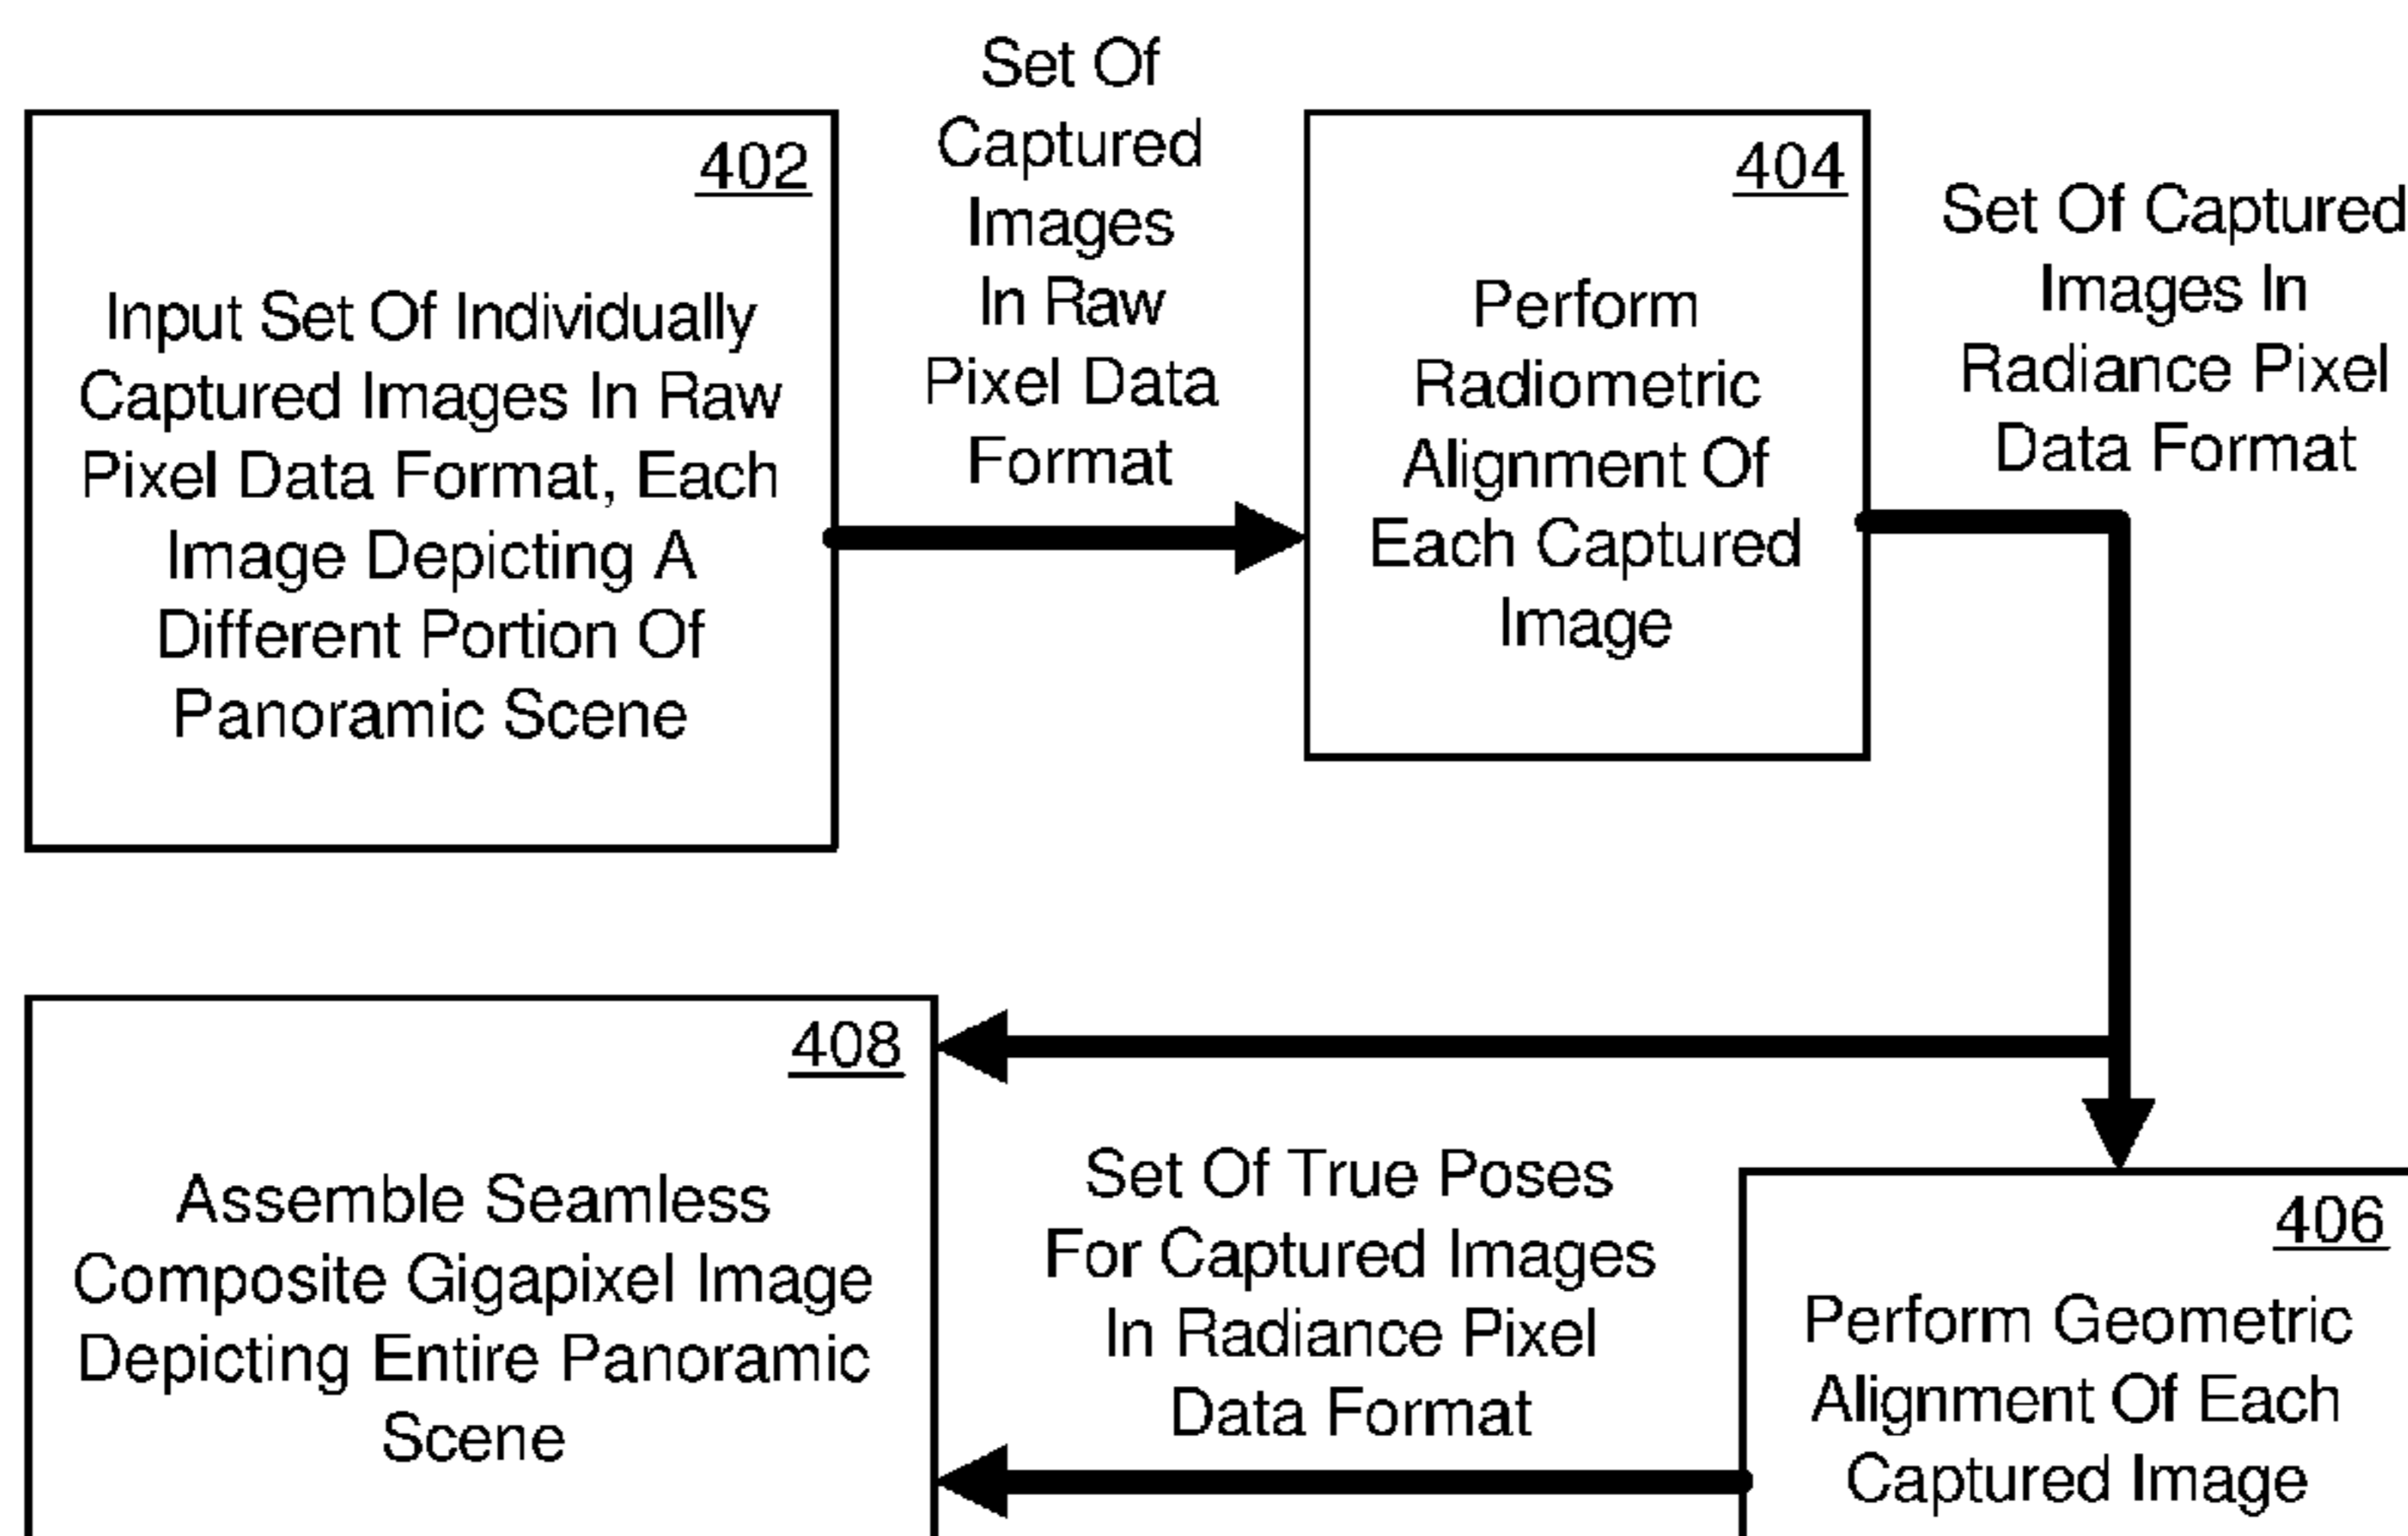 402
Input Set Of Individually
Captured Images In Raw
Pixel Data Format, Each
Image Depicting A
Different Portion Of
Panoramic Scene
Set Of
Captured
Images
In Raw
Pixel Data
Format
404
Perform
Radiometric
Alignment Of
Each Captured
Image
Set Of Captured
Images In
Radiance Pixel
Data Format
406
Perform Geometric
Alignment Of Each
Captured Image
Set Of True Poses
For Captured Images
In Radiance Pixel
Data Format
408
Assemble Seamless
Composite Gigapixel Image
Depicting Entire Panoramic
Scene